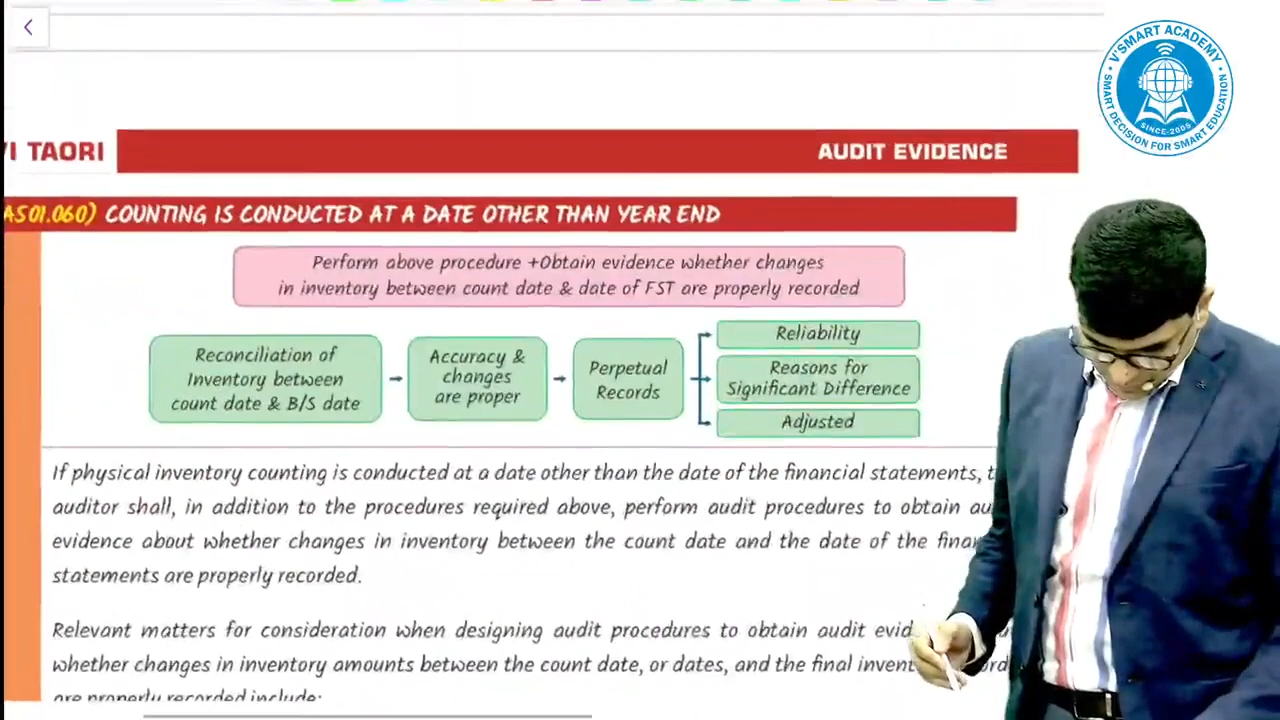 V'SMART ACADEMY
SMART DECISION FOR SMART EDUCATION
SINCE-2005
TAORI
AUDIT EVIDENCE
AS01.060) COUNTING IS CONDUCTED AT A DATE OTHER THAN YEAR END
Perform above procedure +Obtain evidence whether changes
in inventory between count date & date of FST are properly recorded
Reconciliation of
Inventory between
count date & B/S date
Accuracy &
changes
are proper
Perpetual
Records
Reliability
Reasons for
Significant Difference
Adjusted
If physical inventory counting is conducted at a date other than the date of the financial statements,
auditor shall, in addition to the procedures required above, perform audit procedures to obtain
evidence about whether changes in inventory between the count date and the date of the
statements are properly recorded.
Relevant matters for consideration when designing audit procedures to obtain audit
whether changes in inventory amounts between the count date, or dates, and the final
are properly recorded include: